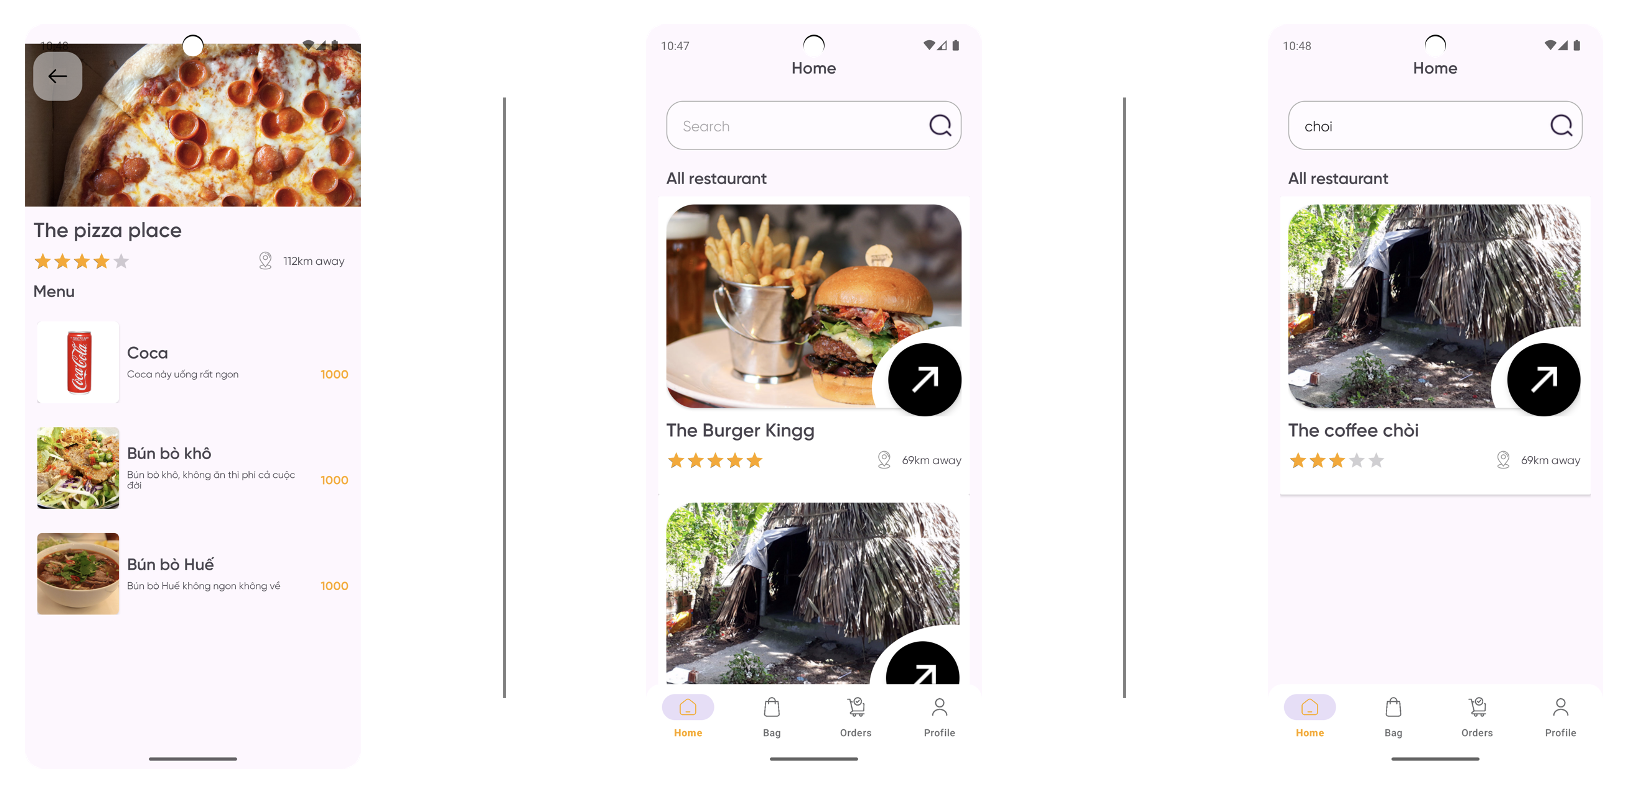 10:48
The pizza place
112km away
Menu
Coca Cola
Coca
Coca này uống rất ngon
1000
Bún bò khô
Bún bò khô, không ăn thì phí cả cuộc
đời
1000
Bún bò Huế
Bún bò Huế không ngon không về
1000
10:47
Home
Search
All restaurant
The Burger Kingg
69km away
Home
Bag
Orders
Profile
10:48
Home
choi
All restaurant
The coffee chòi
69km away
Home
Bag
Orders
Profile